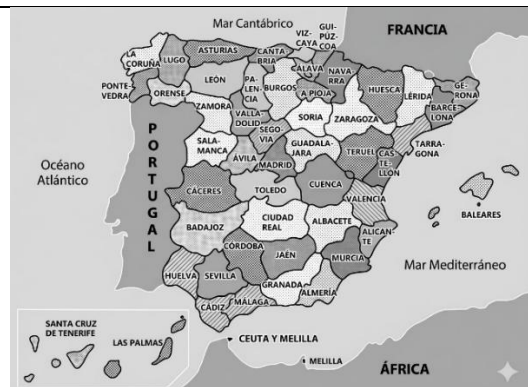 Mar Cantábrico
FRANCIA
LA
CORUÑA
LUGO
ASTURIAS
CANTA
BRIA
VIZ-
CAYA
GUI-
PÚZ-
COA
PONTE-
VEDRA
ORENSE
LEÓN
PA-
LEN-
CIA
BURGOS
CALAVA
A PIOJA
NAVA
RRA
HUESCA
LÉRIDA
GE-
RONA
BARCE-
LONA
ZAMORA
VALLA-
DOLID
SORIA
ZARAGOZA
TARRA-
GONA
SALA-
MANCA
ÁVILA
SEGO-
VIA
MADRID
GUADALA-
JARA
TERUEL
CAS-
TE-
LLON
Océano
Atlántico
PORTUGAL
CÁCERES
TOLEDO
CUENCA
VALENCIA
BALEARES
BADAJOZ
CIUDAD
REAL
ALBACETE
ALICAN-
TE
CÓRDOBA
JAÉN
MURCIA
Mar Mediterráneo
HUELVA
SEVILLA
GRANADA
ALMERÍA
CÁDIZ
MÁLAGA
SANTA CRUZ
DE TENERIFE
LAS PALMAS
CEUTA Y MELILLA
MELILLA
ÁFRICA